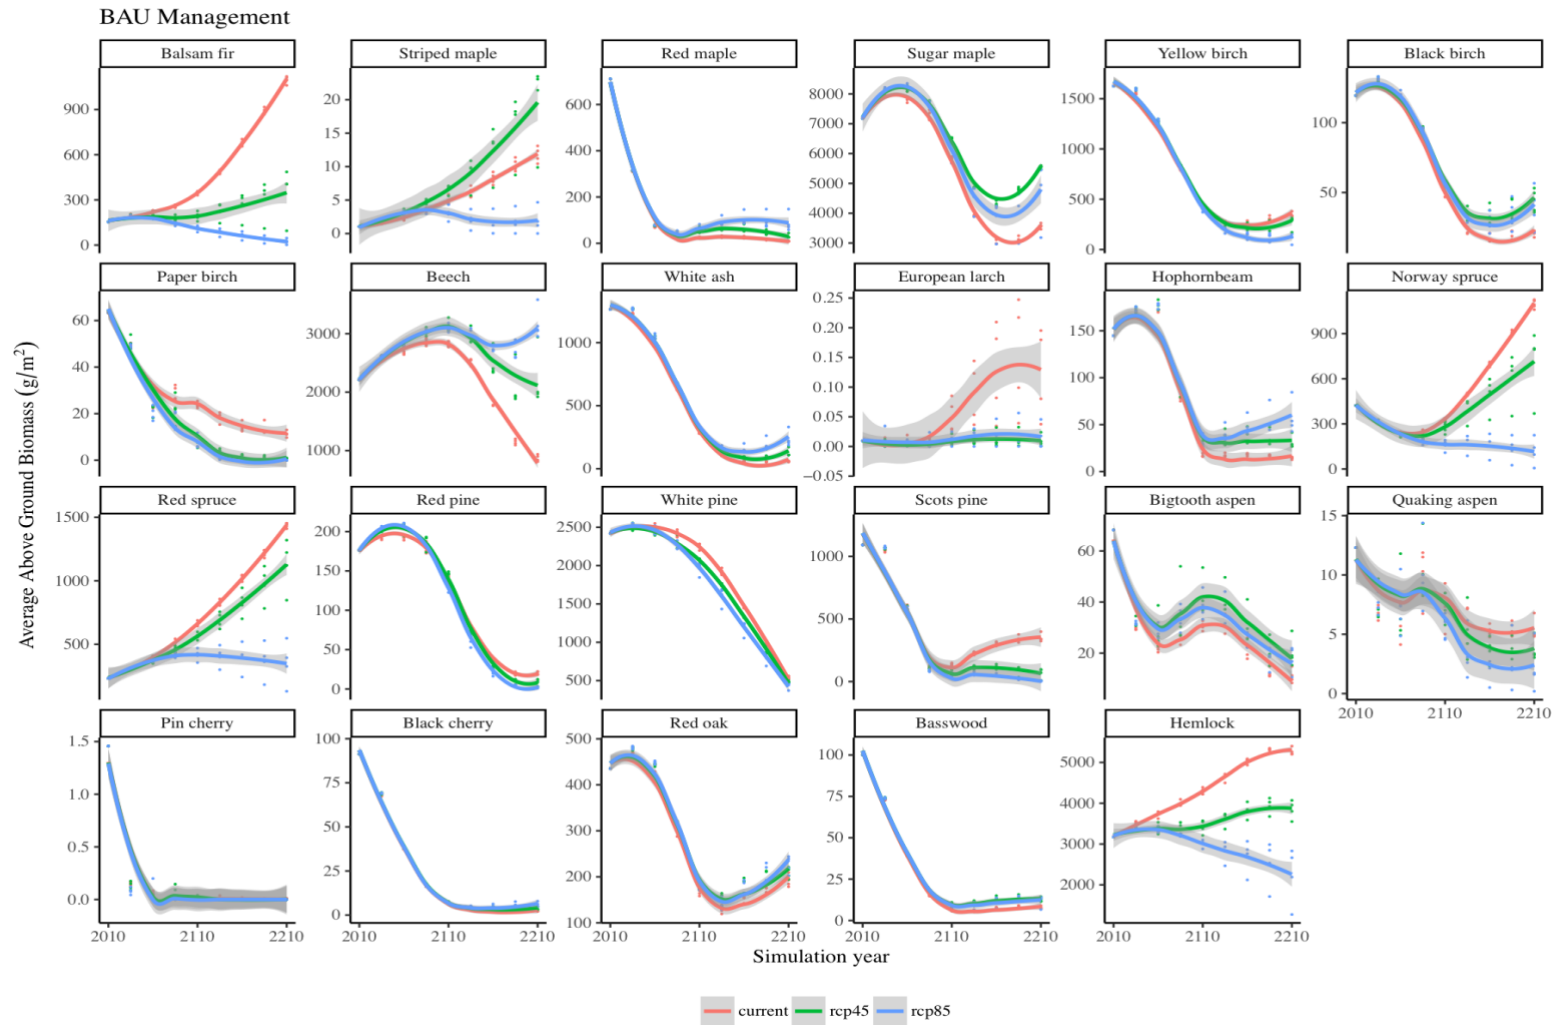 BAU Management
Balsam fir
Striped maple
Red maple
Sugar maple
Yellow birch
Black birch
900
600
300
0
20
15
10
5
0
600
400
200
0
8000
7000
6000
5000
4000
3000
1500
1000
500
0
100
50
Paper birch
Beech
White ash
European larch
Hophornbeam
Norway spruce
60
40
20
0
3000
2000
1000
1000
500
0
0.25
0.20
0.15
0.10
0.05
0.00
−0.05
150
100
50
0
900
600
300
0
Red spruce
Red pine
White pine
Scots pine
Bigtooth aspen
Quaking aspen
1500
1000
500
200
150
100
50
0
2500
2000
1500
1000
500
1000
500
0
60
40
20
15
10
5
0
2010 2110 2210
Pin cherry
Black cherry
Red oak
Basswood
Hemlock
1.5
1.0
0.5
0.0
100
75
50
25
0
500
400
300
200
100
100
75
50
25
0
5000
4000
3000
2000
2010 2110 2210
2010 2110 2210
2010 2110 2210
2010 2110 2210
2010 2110 2210
Average Above Ground Biomass (g/m²)
Simulation year
current rcp45 rcp85